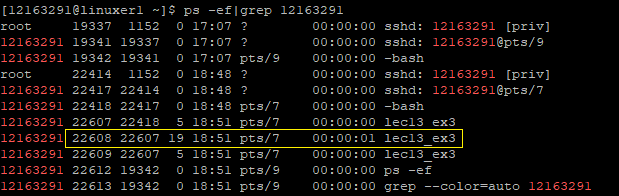 [12163291@linuxer1 ~]$ ps -ef|grep 12163291
root 19337 1152 0 17:07 ? 00:00:00 sshd: 12163291 [priv]
12163291 19341 19337 0 17:07 ? 00:00:00 sshd: 12163291@pts/9
12163291 19342 19341 0 17:07 pts/9 00:00:00 -bash
root 22414 1152 0 18:48 ? 00:00:00 sshd: 12163291 [priv]
12163291 22417 22414 0 18:48 ? 00:00:00 sshd: 12163291@pts/7
12163291 22418 22417 0 18:48 pts/7 00:00:00 -bash
12163291 22607 22418 5 18:51 pts/7 00:00:00 lec13_ex3
12163291 22608 22607 19 18:51 pts/7 00:00:01 lec13_ex3
12163291 22609 22607 5 18:51 pts/7 00:00:00 lec13_ex3
12163291 22612 19342 0 18:51 pts/9 00:00:00 ps -ef
12163291 22613 19342 0 18:51 pts/9 00:00:00 grep --color=auto 12163291